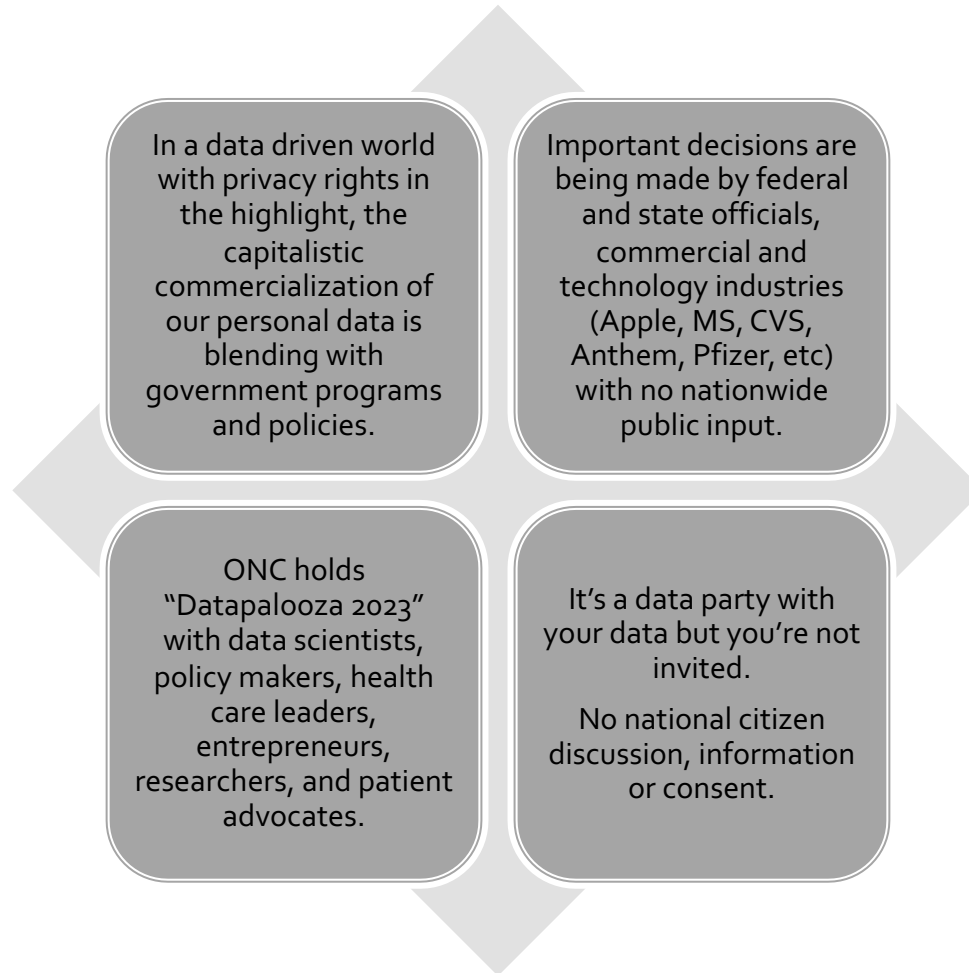 In a data driven world
with privacy rights in
the highlight, the
capitalistic
commercialization of
our personal data is
blending with
government programs
and policies.
Important decisions are
being made by federal
and state officials,
commercial and
technology industries
(Apple, MS, CVS,
Anthem, Pfizer, etc)
with no nationwide
public input.
ONC holds
“Datapalooza 2023”
with data scientists,
policy makers, health
care leaders,
entrepreneurs,
researchers, and patient
advocates.
It’s a data party with
your data but you’re not
invited.
No national citizen
discussion, information
or consent.